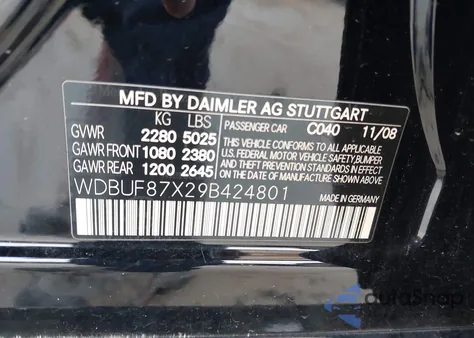 MFD BY DAIMLER AG STUTTGART
KG LBS PASSENGER CAR C040 11/08
GVWR 2280 5025
GAWR FRONT 1080 2380
GAWR REAR 1200 2645
THIS VEHICLE CONFORMS TO ALL APPLICABLE
U.S. FEDERAL MOTOR VEHICLE SAFETY, BUMPER,
AND THEFT PREVENTION STANDARDS IN EFFECT
ON THE DATE OF MANUFACTURE SHOWN ABOVE
WDBUF87X29B424801
MADE IN GERMANY
autoSnap